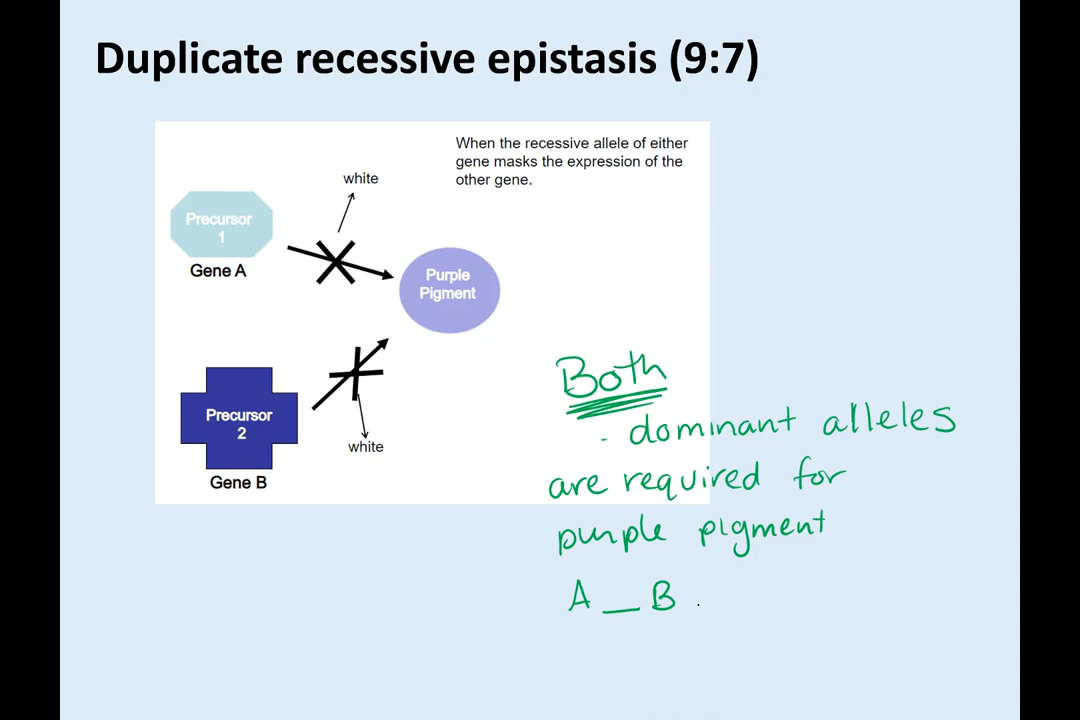 Duplicate recessive epistasis (9:7)
When the recessive allele of either
gene masks the expression of the
other gene.
white
Precursor
1
Gene A
Purple
Pigment
Precursor
2
Gene B
white
Both
- dominant alleles
are required for
purple pigment
A _ B